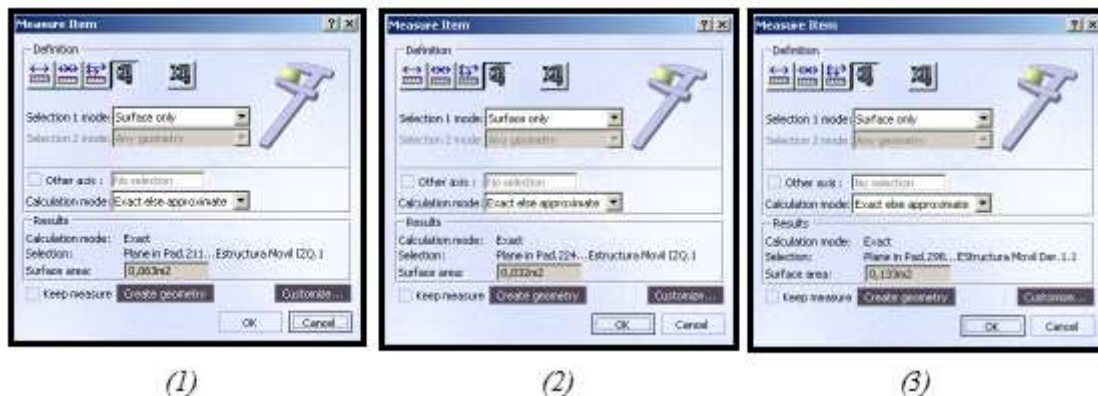 Measure Item
Definition
Selection 1 mode: Surface only
Selection 2 mode: Any geometry
Other axis : No selection
Calculation mode: Exact else approximate
Results
Calculation mode: Exact
Selection: Plane in Pad.211...Estructura Movil IZQ.1
Surface area: 0,063m2
Keep measure Create geometry Customize...
OK Cancel
(1)
Measure Item
Definition
Selection 1 mode: Surface only
Selection 2 mode: Any geometry
Other axis : No selection
Calculation mode: Exact else approximate
Results
Calculation mode: Exact
Selection: Plane in Pad.224...Estructura Movil IZQ.1
Surface area: 0,032m2
Keep measure Create geometry Customize...
OK Cancel
(2)
Measure Item
Definition
Selection 1 mode: Surface only
Selection 2 mode: Any geometry
Other axis : No selection
Calculation mode: Exact else approximate
Results
Calculation mode: Exact
Selection: Plane in Pad.298...EStructura Movil Der.1.1
Surface area: 0,133m2
Keep measure Create geometry Customize...
OK Cancel
(3)